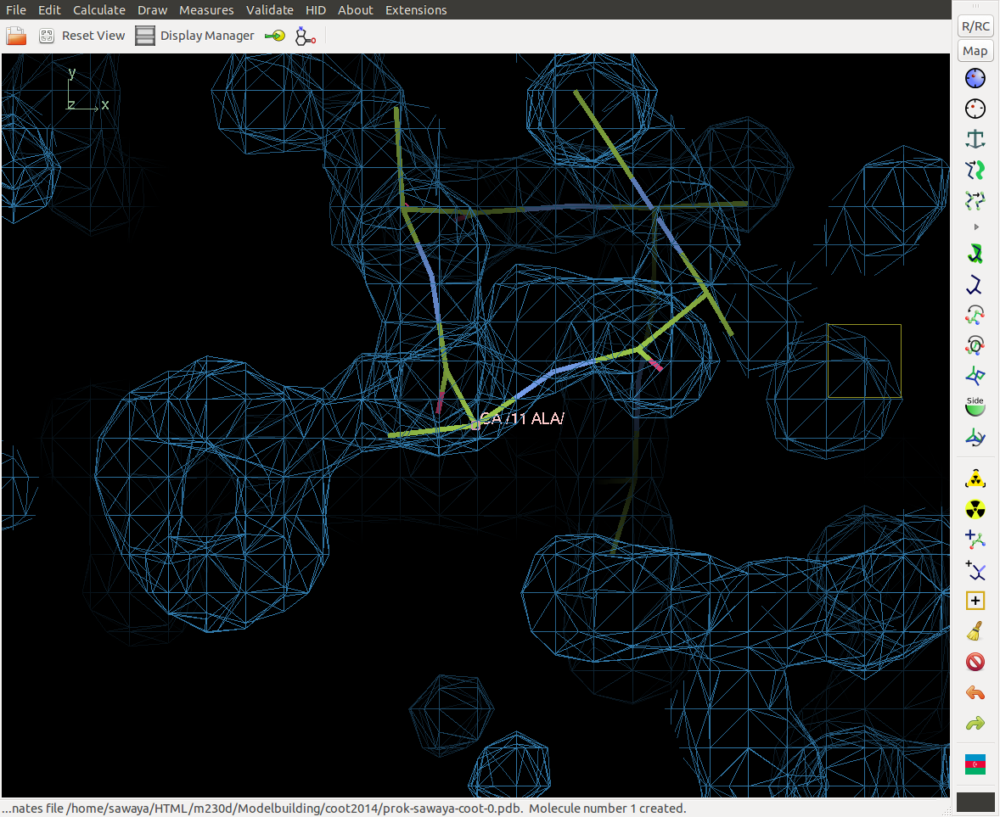 File Edit Calculate Draw Measures Validate HID About Extensions
Reset View Display Manager
R/RC
Map
y
z x
Side
CA /11 ALA/
...nates file /home/sawaya/HTML/m230d/Modelbuilding/coot2014/prok-sawaya-coot-0.pdb. Molecule number 1 created.